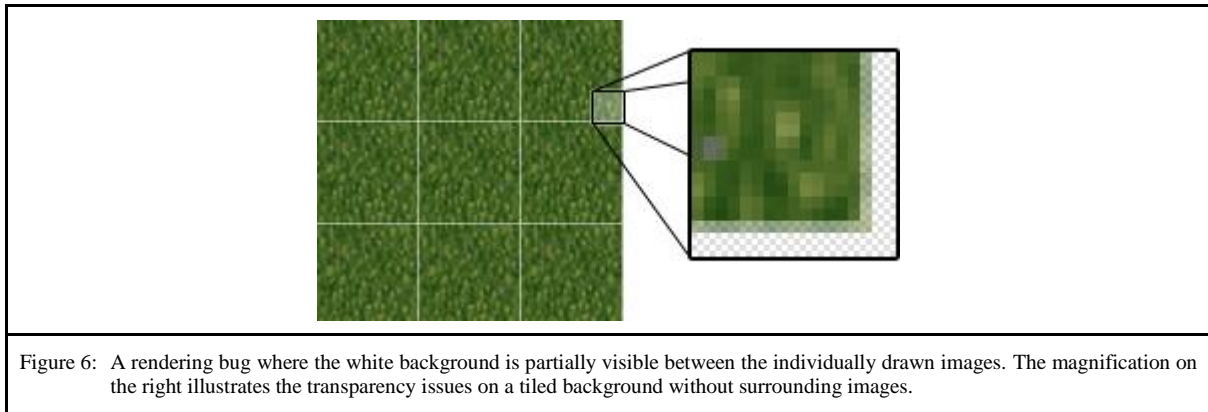 Figure 6: A rendering bug where the white background is partially visible between the individually drawn images. The magnification on
the right illustrates the transparency issues on a tiled background without surrounding images.